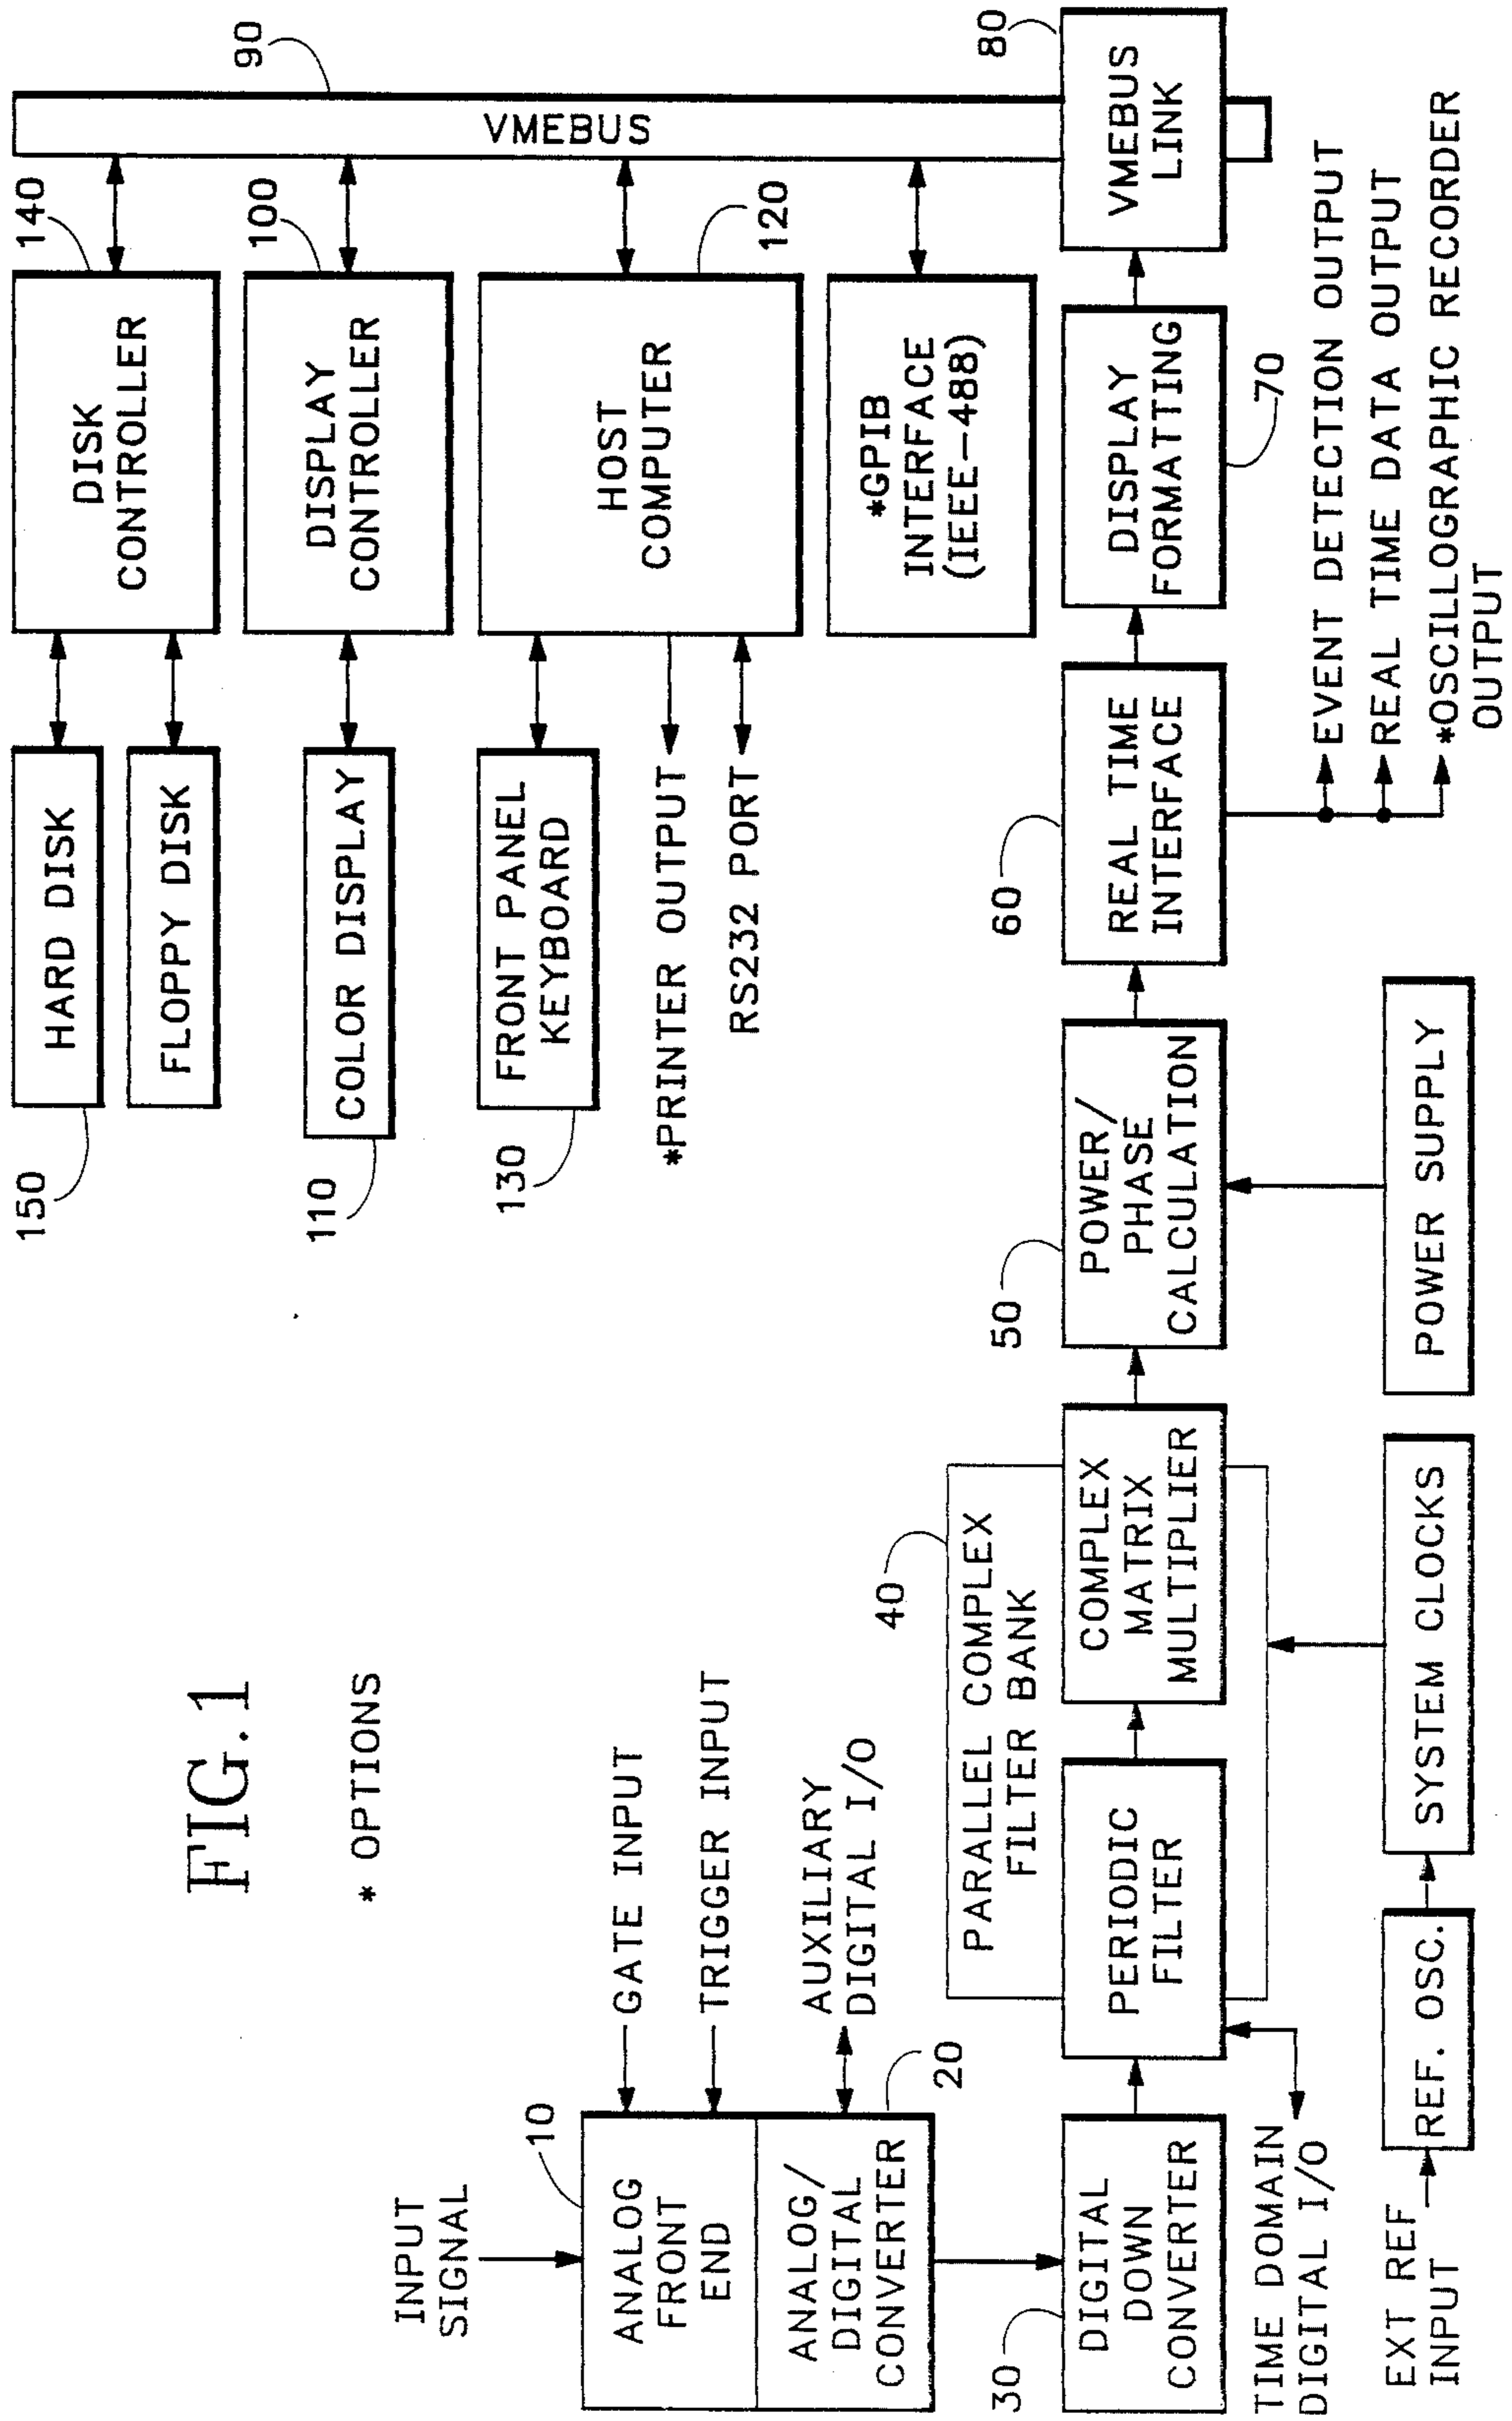 FIG.1
* OPTIONS
INPUT
SIGNAL
10
ANALOG
FRONT
END
GATE INPUT
TRIGGER INPUT
ANALOG/
DIGITAL
CONVERTER
20
AUXILIARY
DIGITAL I/O
30
DIGITAL
DOWN
CONVERTER
TIME DOMAIN
DIGITAL I/O
EXT REF
INPUT
REF. OSC.
SYSTEM CLOCKS
40
PARALLEL COMPLEX
FILTER BANK
PERIODIC
FILTER
COMPLEX
MATRIX
MULTIPLIER
50
POWER/
PHASE
CALCULATION
POWER SUPPLY
60
REAL TIME
INTERFACE
EVENT DETECTION OUTPUT
REAL TIME DATA OUTPUT
*OSCILLOGRAPHIC RECORDER
OUTPUT
DISPLAY
FORMATTING
70
80
VMEBUS
LINK
90
VMEBUS
150
HARD DISK
FLOPPY DISK
140
DISK
CONTROLLER
110
COLOR DISPLAY
100
DISPLAY
CONTROLLER
130
FRONT PANEL
KEYBOARD
*PRINTER OUTPUT
RS232 PORT
120
HOST
COMPUTER
*GPIB
INTERFACE
(IEEE-488)